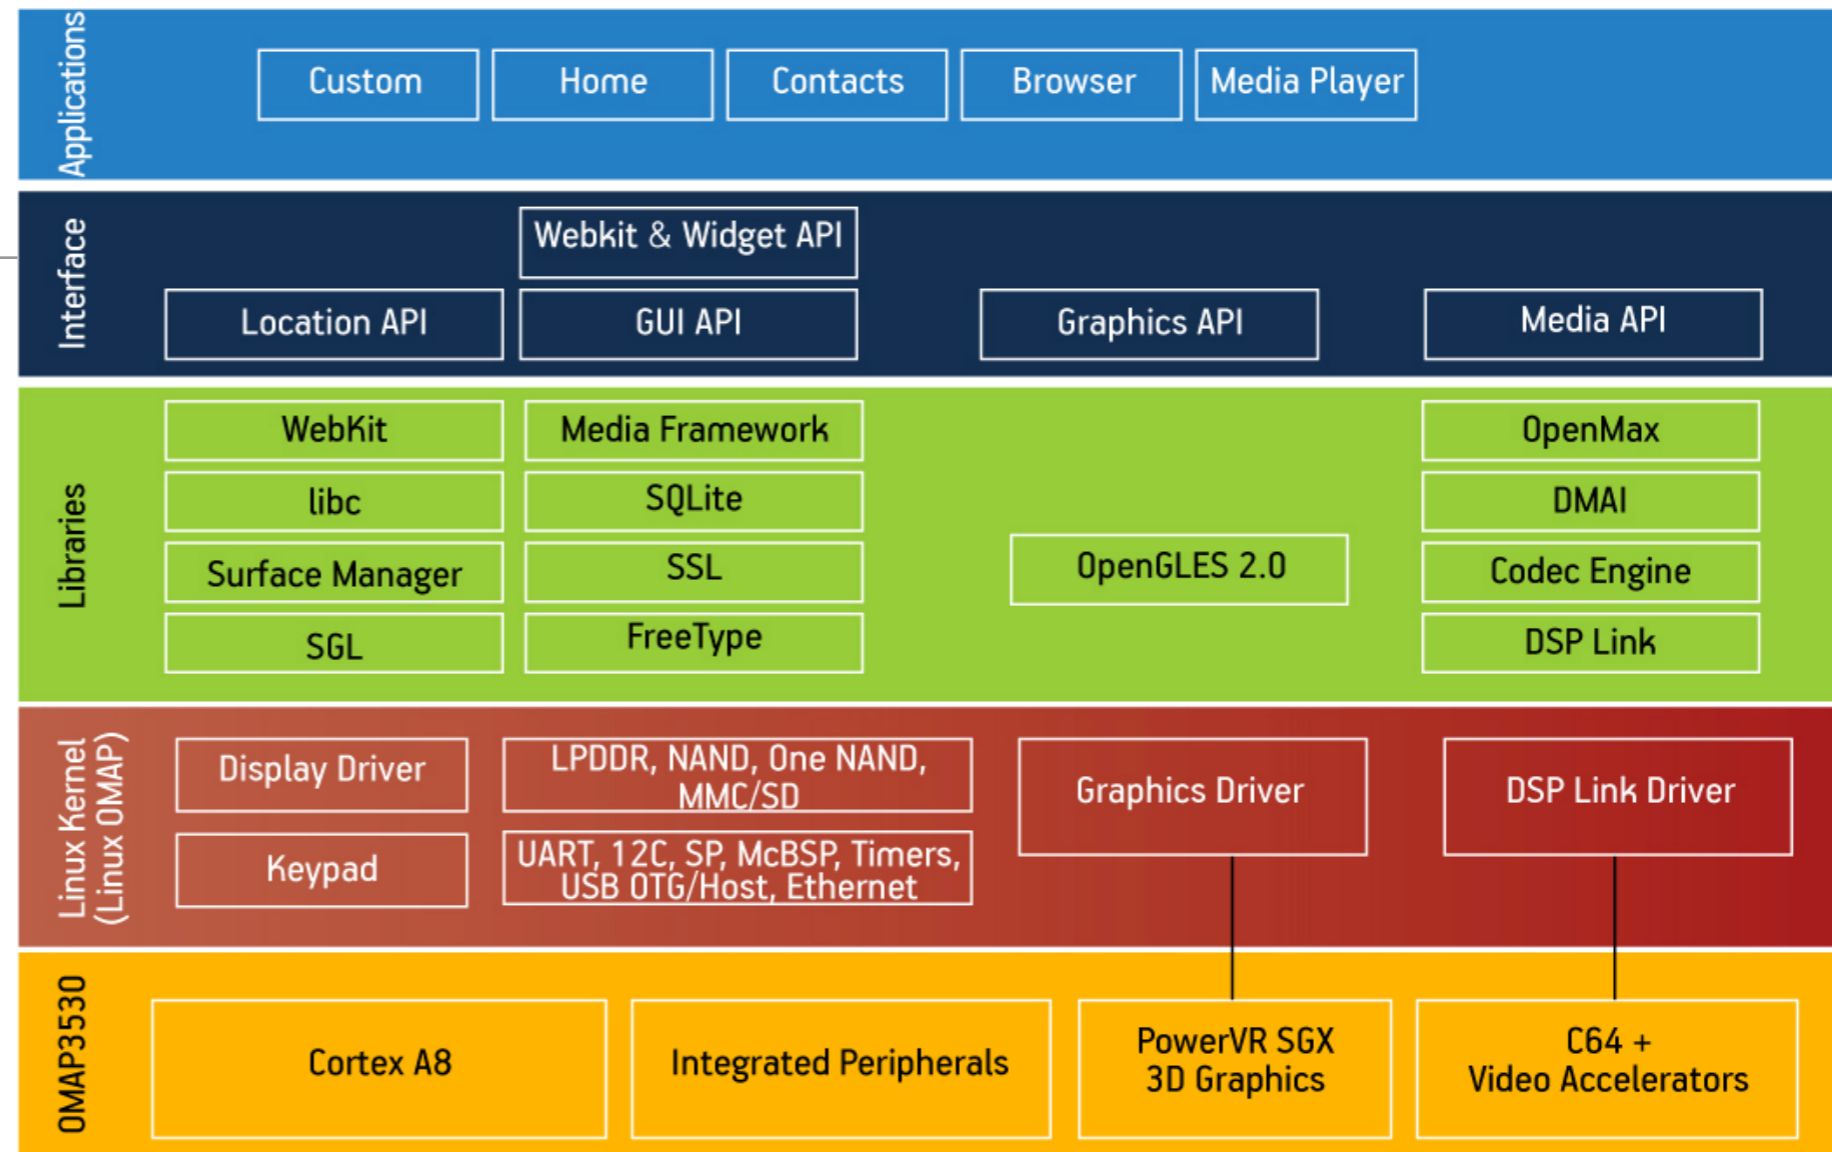 Applications
Custom
Home
Contacts
Browser
Media Player
Interface
Webkit & Widget API
Location API
GUI API
Graphics API
Media API
Libraries
WebKit
Media Framework
OpenMax
libc
SQLite
DMAI
Surface Manager
SSL
OpenGLES 2.0
Codec Engine
SGL
FreeType
DSP Link
Linux Kernel
(Linux OMAP)
Display Driver
LPDDR, NAND, One NAND,
MMC/SD
Graphics Driver
DSP Link Driver
Keypad
UART, 12C, SP, McBSP, Timers,
USB OTG/Host, Ethernet
OMAP3530
Cortex A8
Integrated Peripherals
PowerVR SGX
3D Graphics
C64 +
Video Accelerators